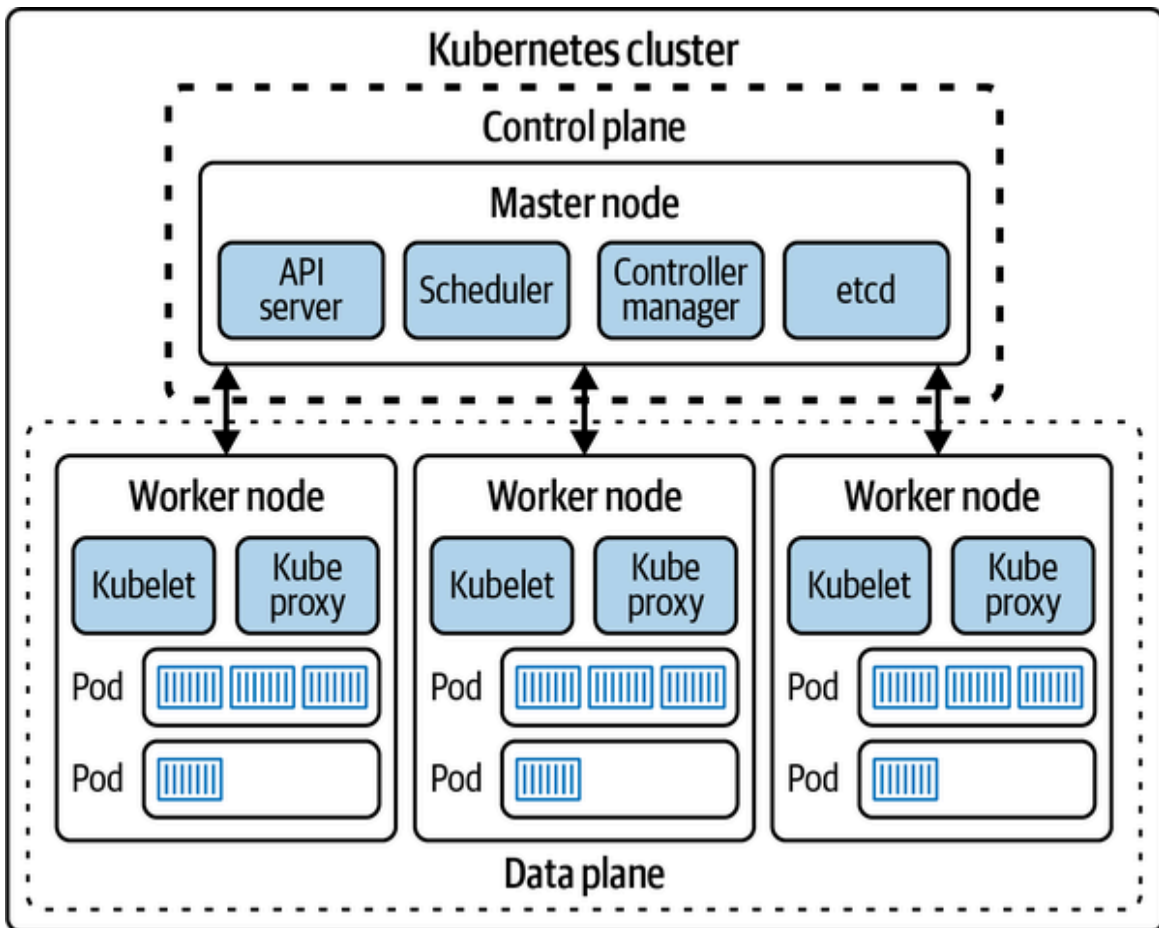 Kubernetes cluster
Control plane
Master node
API
server
Scheduler
Controller
manager
etcd
Worker node
Kubelet
Kube
proxy
Pod
Pod
Worker node
Kubelet
Kube
proxy
Pod
Pod
Worker node
Kubelet
Kube
proxy
Pod
Pod
Data plane